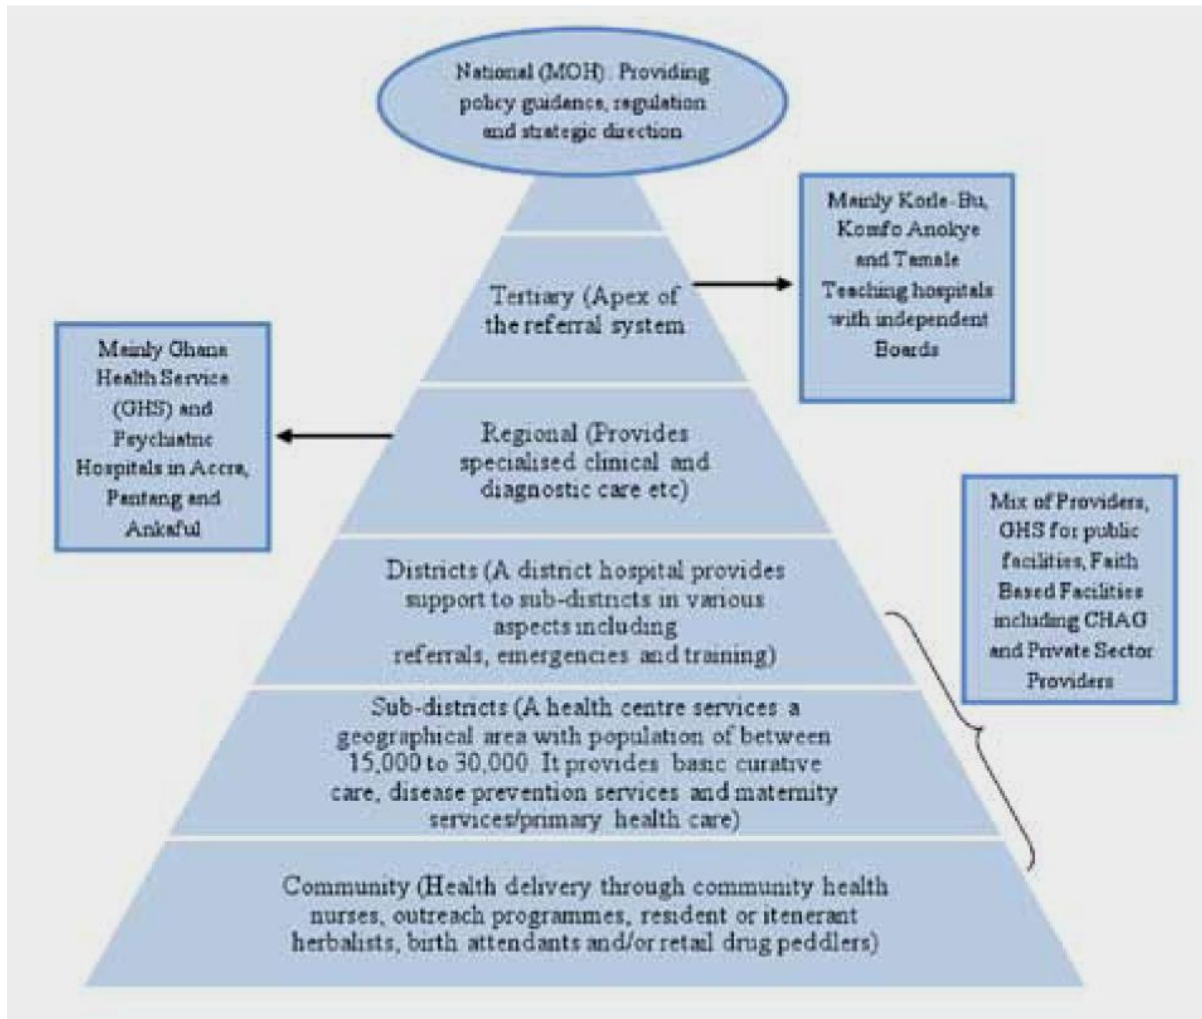 National (MOH). Providing
policy guidance, regulation
and strategic direction
Mainly Korle-Bu,
Komfo Anokye
and Tamale
Teaching hospitals
with independent
Boards
Tertiary (Apex of
the referral system
Mainly Ghana
Health Service
(GHS) and
Psychiatric
Hospitals in Accra,
Pantang and
Ankaful
Regional (Provides
specialised clinical and
diagnostic care etc)
Mix of Providers,
GHS for public
facilities, Faith
Based Facilities
including CHAG
and Private Sector
Providers
Districts (A district hospital provides
support to sub-districts in various
aspects including
referrals, emergencies and training)
Sub-districts (A health centre services a
geographical area with population of between
15,000 to 30,000. It provides basic curative
care, disease prevention services and maternity
services/primary health care)
Community (Health delivery through community health
nurses, outreach programmes, resident or itenerant
herbalists, birth attendants and/or retail drug peddlers)